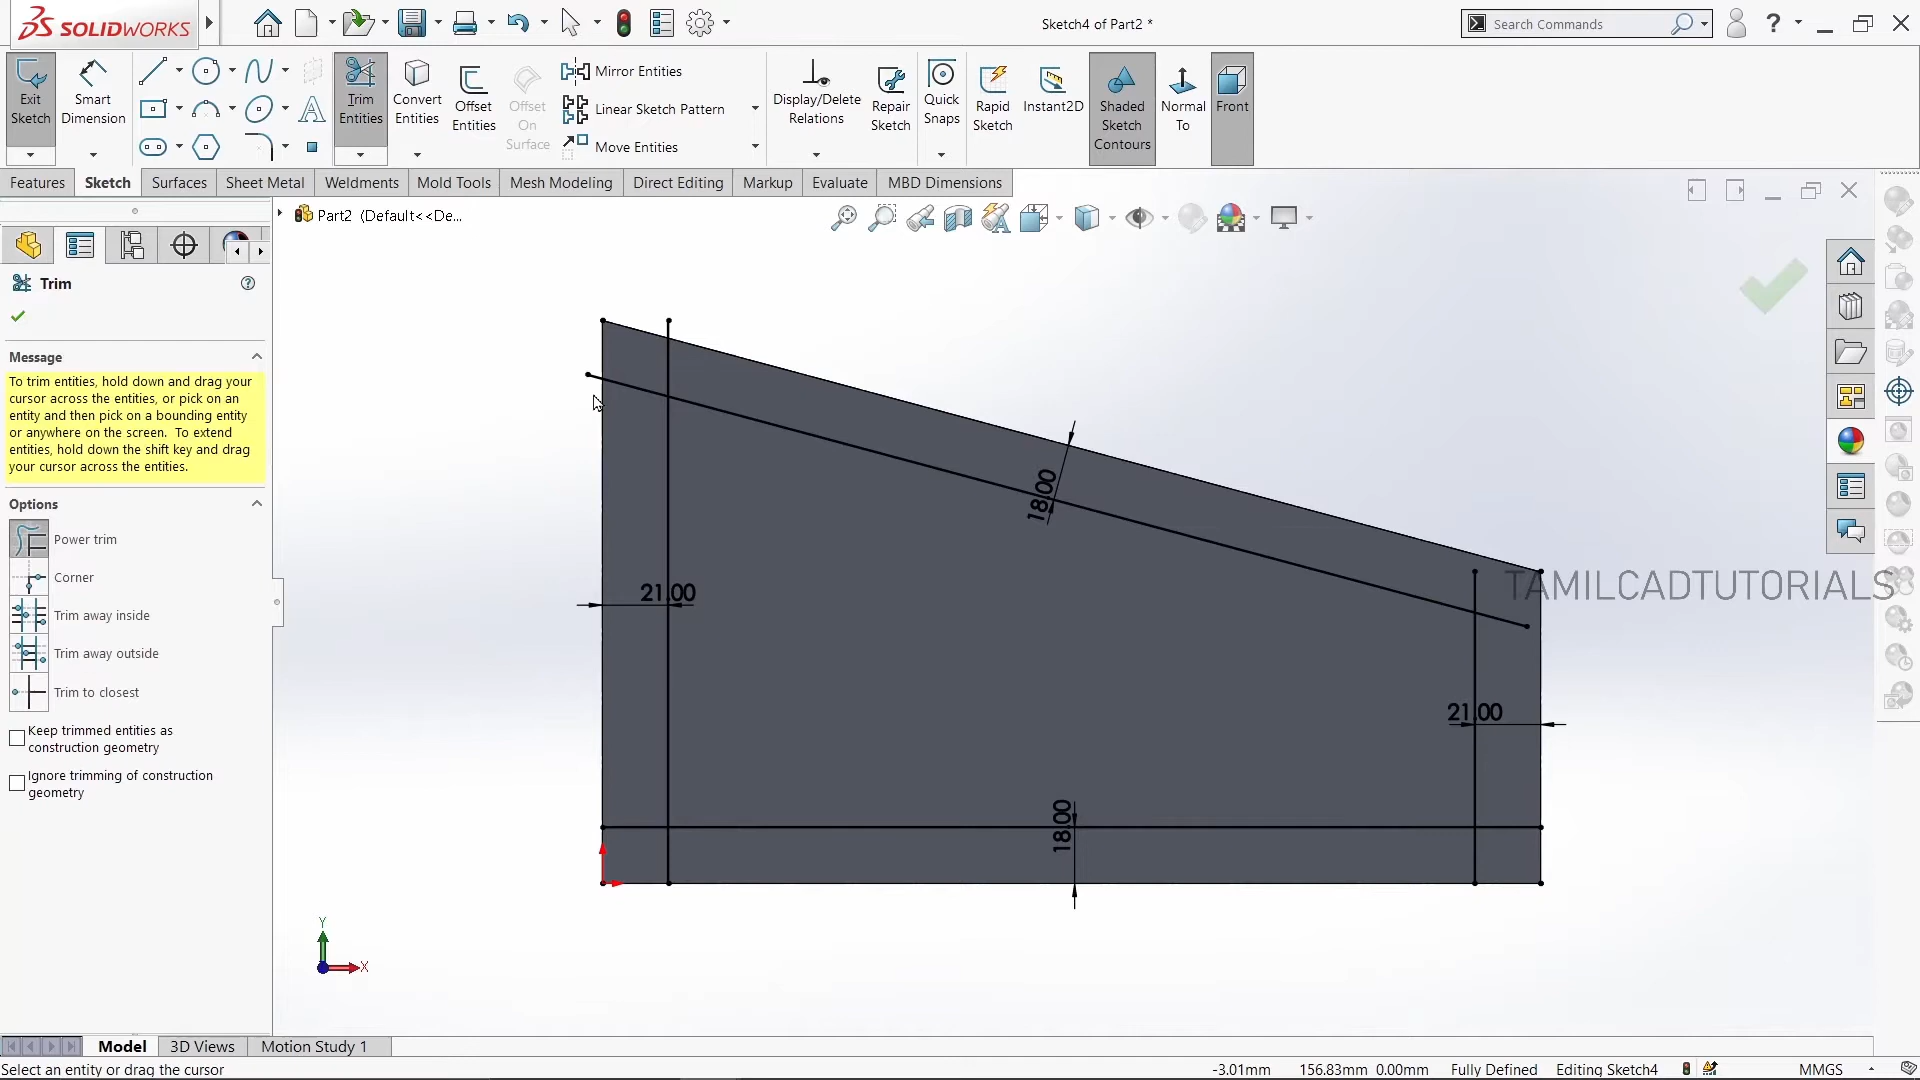 SOLIDWORKS
Sketch4 of Part2 *
Search Commands
Exit Sketch
Smart Dimension
Trim Entities
Convert Entities
Offset Entities
Offset On Surface
Mirror Entities
Linear Sketch Pattern
Move Entities
Display/Delete Relations
Repair Sketch
Quick Snaps
Rapid Sketch
Instant2D
Shaded Sketch Contours
Normal To
Front
Features
Sketch
Surfaces
Sheet Metal
Weldments
Mold Tools
Mesh Modeling
Direct Editing
Markup
Evaluate
MBD Dimensions
Part2 (Default<<De...
Trim
Message
To trim entities, hold down and drag your
cursor across the entities, or pick on an
entity and then pick on a bounding entity
or anywhere on the screen. To extend
entities, hold down the shift key and drag
your cursor across the entities.
Options
Power trim
Corner
Trim away inside
Trim away outside
Trim to closest
Keep trimmed entities as
construction geometry
Ignore trimming of construction
geometry
18.00
21.00
21.00
18.00
TAMILCADTUTORIALS
Y
X
Model
3D Views
Motion Study 1
Select an entity or drag the cursor
-3.01mm
156.83mm 0.00mm
Fully Defined
Editing Sketch4
MMGS